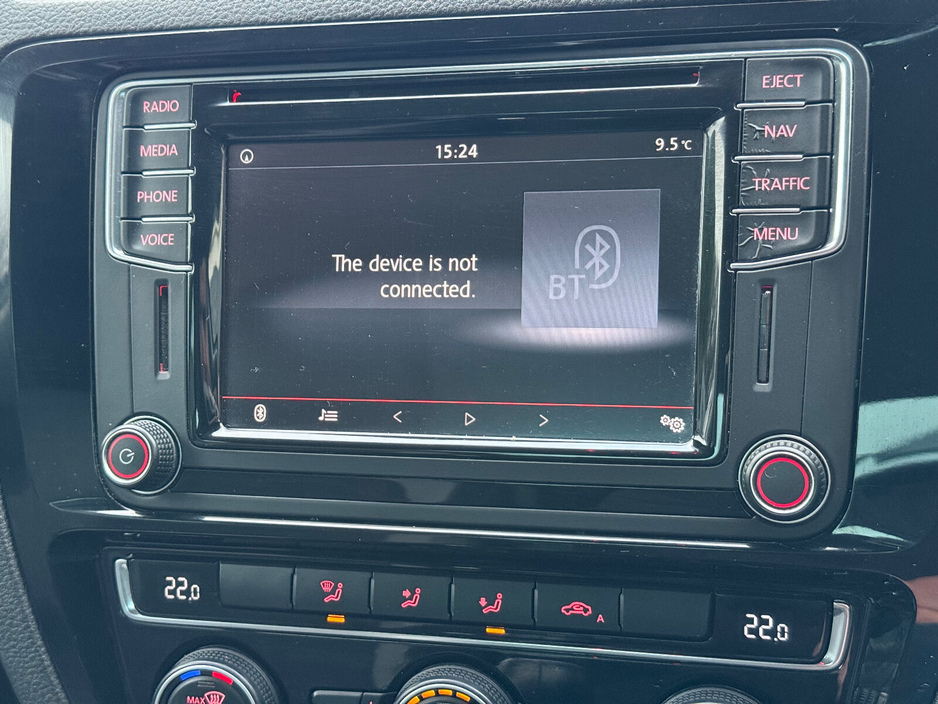 RADIO
MEDIA
PHONE
VOICE
15:24
9.5°C
The device is not
connected.
BT
EJECT
NAV
TRAFFIC
MENU
22.0
A
22.0
MAX